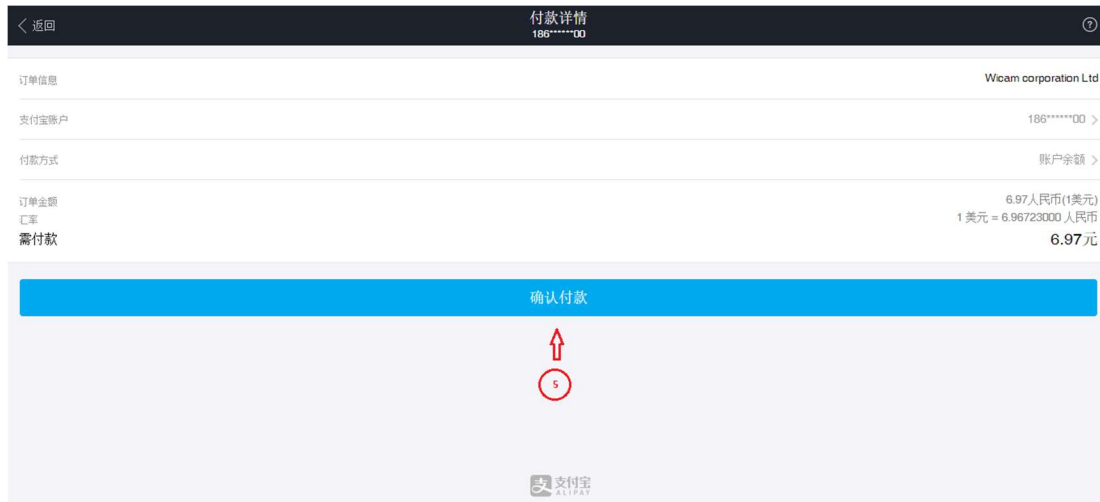 返回
付款详情
186******00
?
订单信息 Wicam corporation Ltd
支付宝账户 186******00
付款方式 账户余额
订单金额 6.97人民币(1美元)
汇率 1 美元 = 6.96723000 人民币
需付款 6.97元
确认付款
5
支 支付宝
ALIPAY